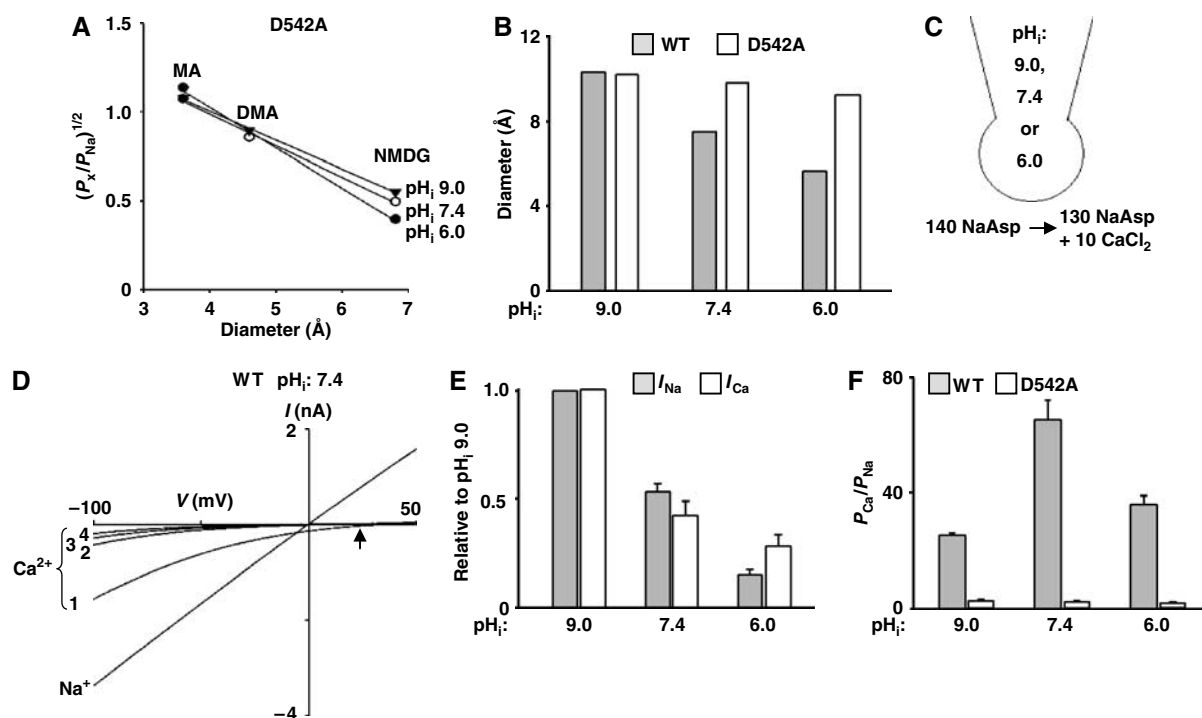 A
D542A
1.5
1.0
0.5
0
(Px/PNa)1/2
MA
DMA
NMDG
pHi 9.0
pHi 7.4
pHi 6.0
3 4 5 6 7
Diameter (Å)
B
WT D542A
12
8
4
0
Diameter (Å)
pHi: 9.0 7.4 6.0
C
pHi:
9.0,
7.4
or
6.0
140 NaAsp → 130 NaAsp
+ 10 CaCl2
D
WT pHi: 7.4
I (nA)
2
V (mV)
−100
50
4
3
2
1
Ca2+
Na+
−4
E
INa ICa
1.0
0.5
0
Relative to pHi 9.0
pHi: 9.0 7.4 6.0
F
80
WT D542A
40
0
PCa/PNa
pHi: 9.0 7.4 6.0